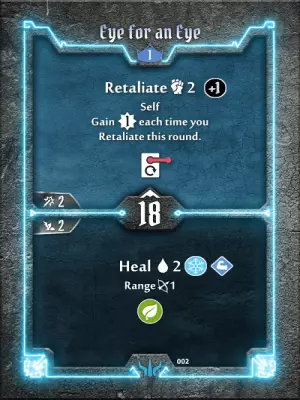 Eye for an Eye
1
Retaliate 2 +1
Self
Gain 1 each time you
Retaliate this round.
2
18
2
Heal 2
Range 1
002